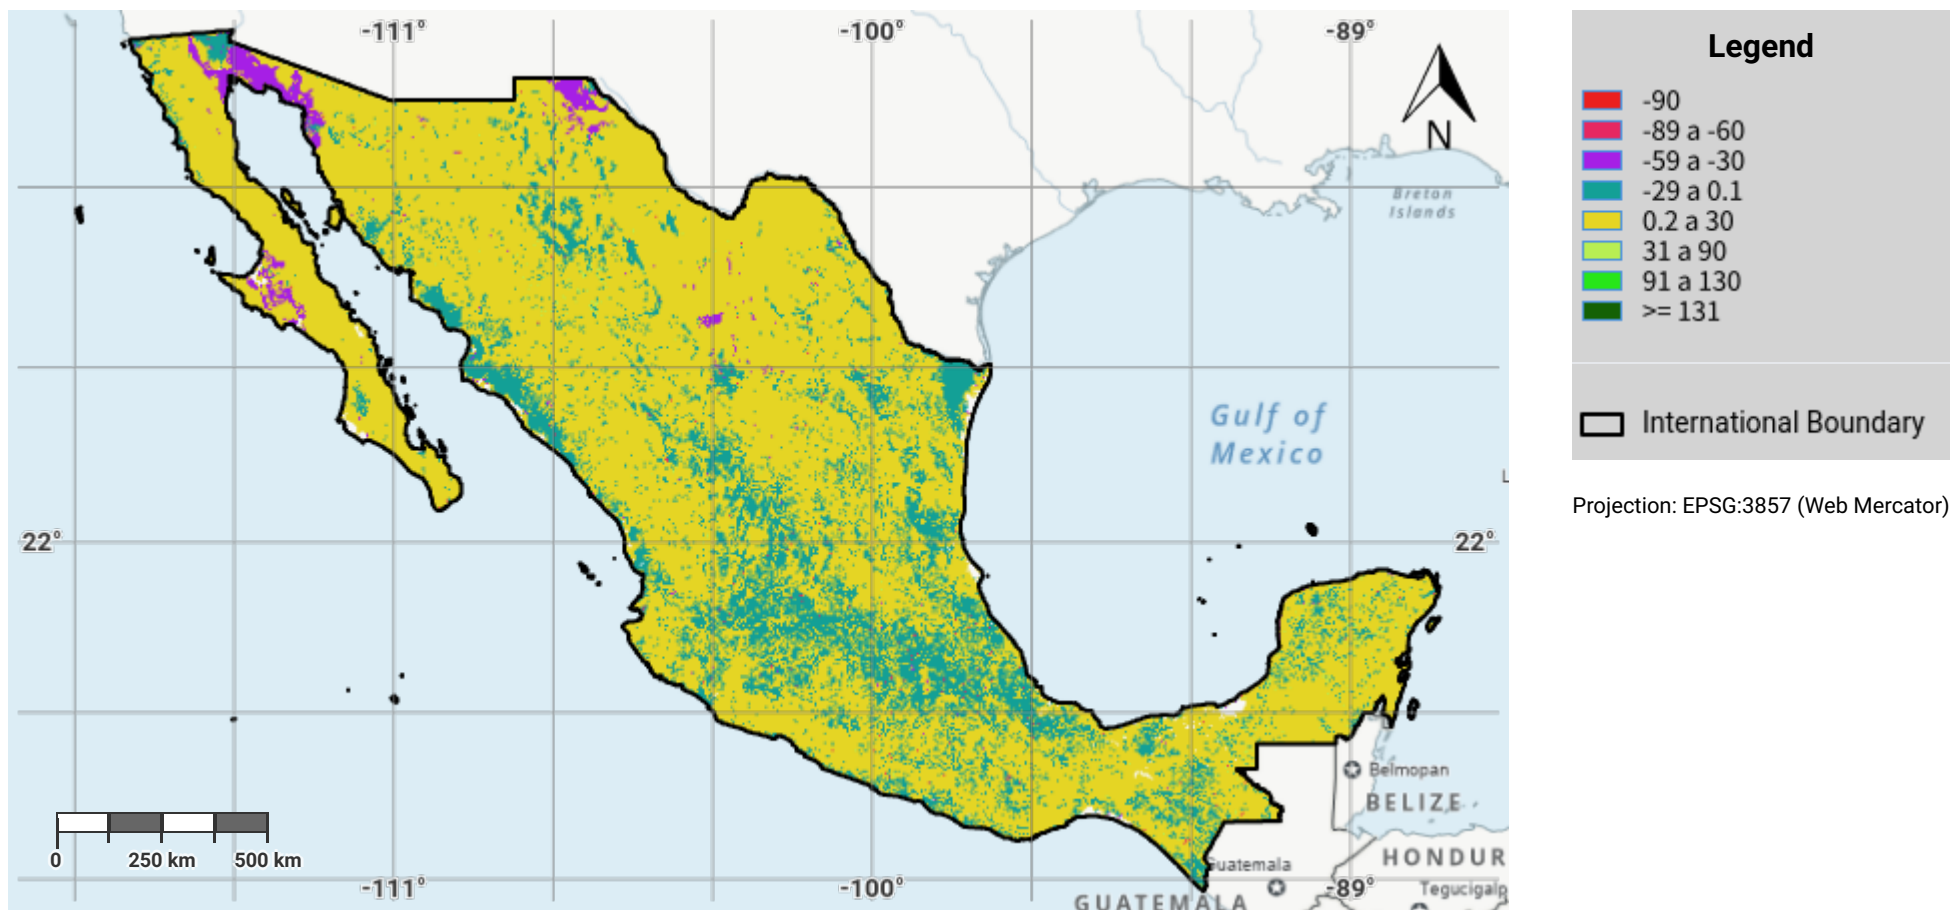 -111°
-100°
-89°
Legend
-90
-89 a -60
-59 a -30
-29 a 0.1
0.2 a 30
31 a 90
91 a 130
>= 131
International Boundary
Projection: EPSG:3857 (Web Mercator)
N
Breton
Islands
Gulf of
Mexico
L
22°
22°
Belmopan
BELIZE
0
250 km
500 km
HONDUR
Guatemala
Tegucigalp
-111°
-100°
-89°
GUATEMALA